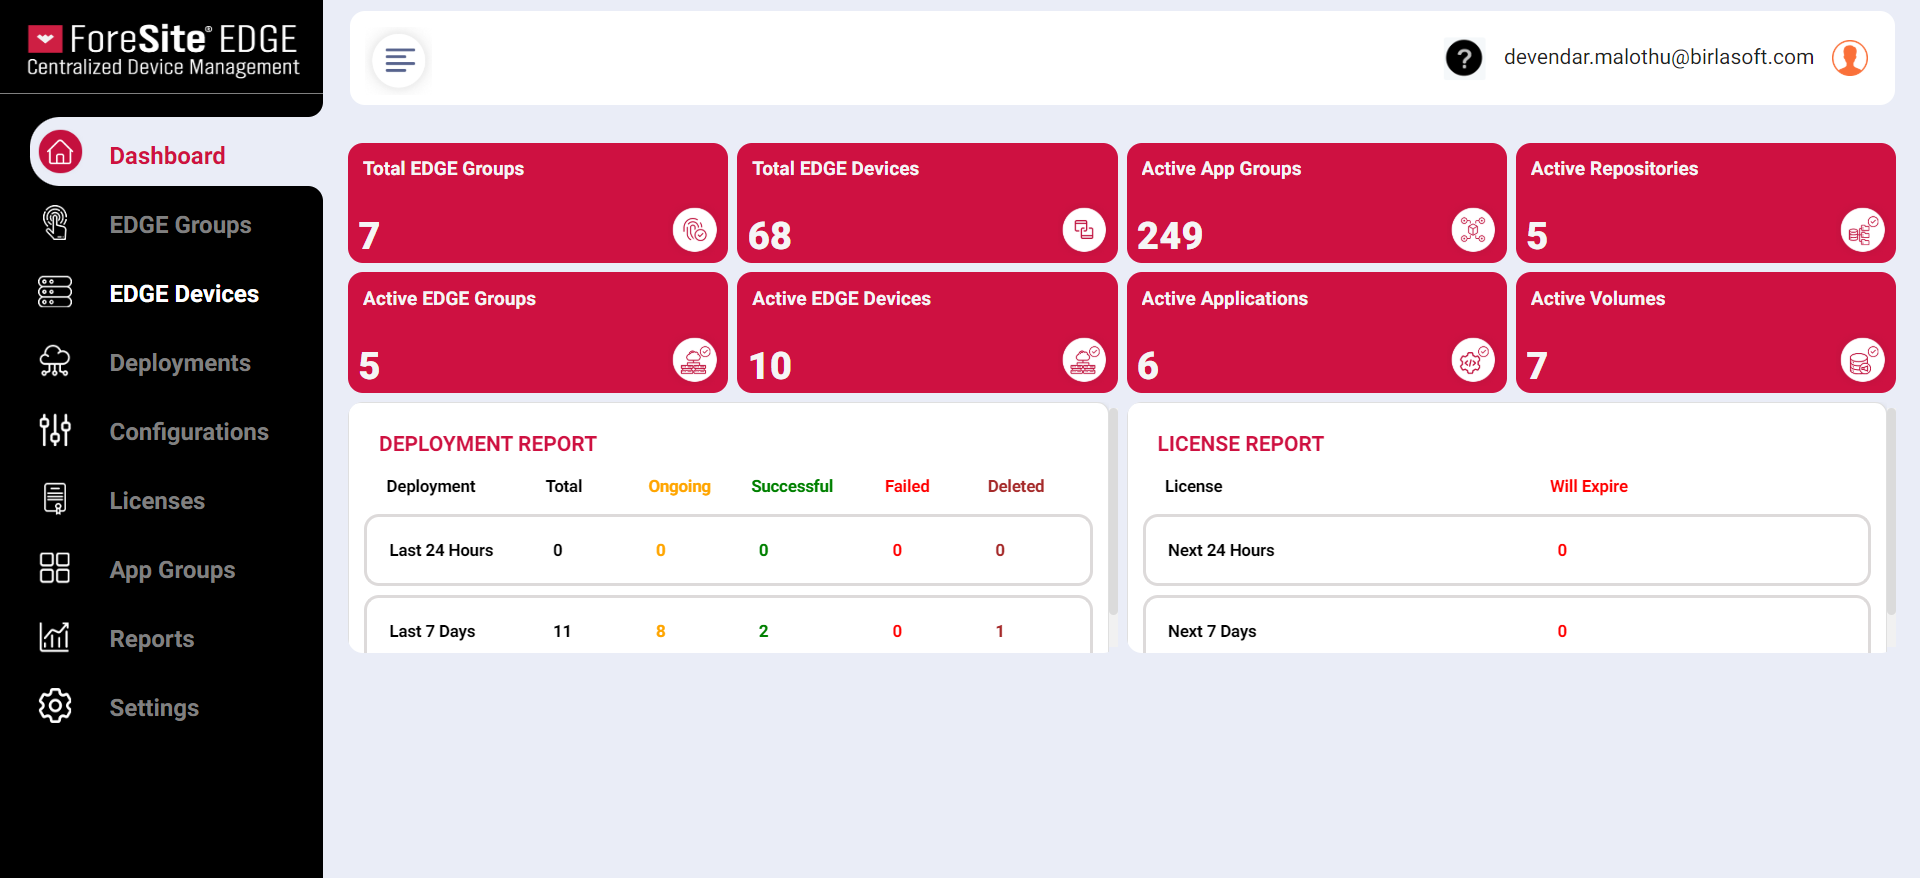 ForeSite® EDGE
Centralized Device Management
Dashboard
EDGE Groups
EDGE Devices
Deployments
Configurations
Licenses
App Groups
Reports
Settings
? devendar.malothu@birlasoft.com
Total EDGE Groups
7
Total EDGE Devices
68
Active App Groups
249
Active Repositories
5
Active EDGE Groups
5
Active EDGE Devices
10
Active Applications
6
Active Volumes
7
DEPLOYMENT REPORT
Deployment Total Ongoing Successful Failed Deleted
Last 24 Hours 0 0 0 0 0
Last 7 Days 11 8 2 0 1
LICENSE REPORT
License Will Expire
Next 24 Hours 0
Next 7 Days 0